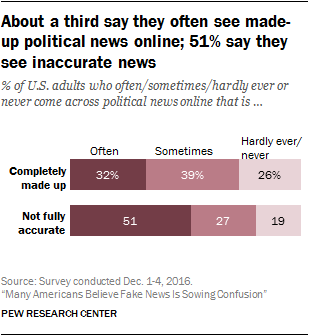 About a third say they often see made-
up political news online; 51% say they
see inaccurate news
% of U.S. adults who often/sometimes/hardly ever or
never come across political news online that is ...
Often Sometimes Hardly ever/
never
Completely
made up 32% 39% 26%
Not fully
accurate 51 27 19
Source: Survey conducted Dec. 1-4, 2016.
“Many Americans Believe Fake News Is Sowing Confusion”
PEW RESEARCH CENTER